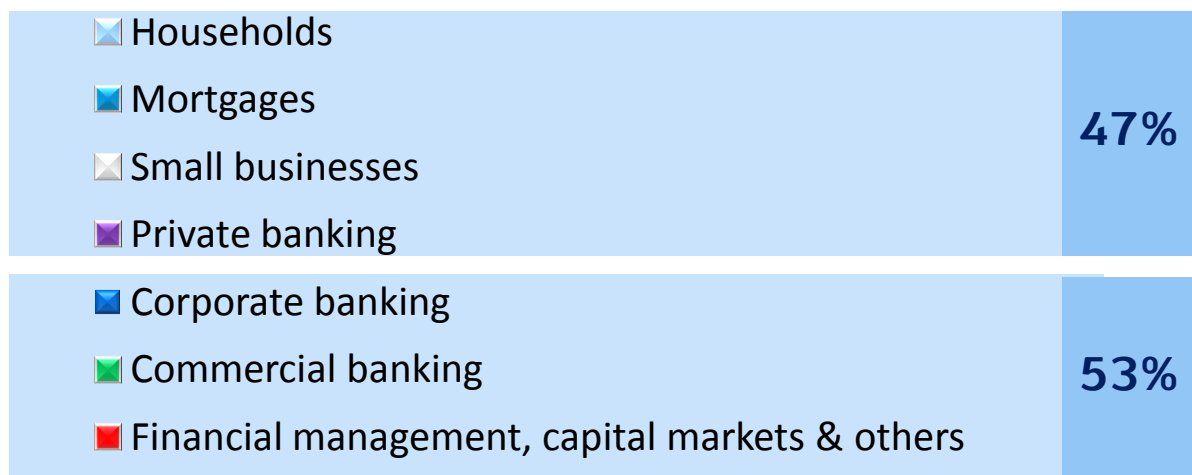 Households
Mortgages
47%
Small businesses
Private banking
Corporate banking
Commercial banking
53%
Financial management, capital markets & others